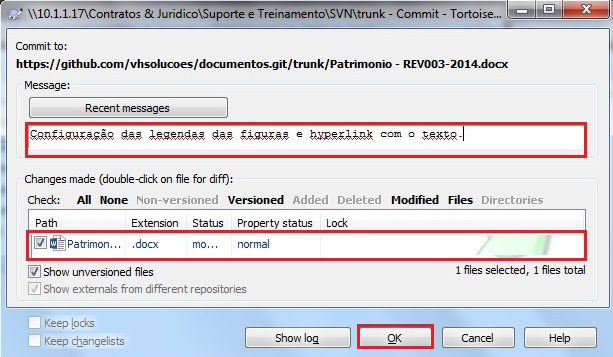 \\10.1.1.17\Contratos & Juridico\Suporte e Treinamento\SVN\trunk - Commit - Tortoise...
Commit to:
https://github.com/vhsolucoes/documentos.git/trunk/Patrimonio - REV003-2014.docx
Message:
Recent messages
Configuração das legendas das figuras e hyperlink com o texto.
Changes made (double-click on file for diff):
Check: All None Non-versioned Versioned Added Deleted Modified Files Directories
Path Extension Status Property status Lock
Patrimon... .docx mo... normal
Show unversioned files 1 files selected, 1 files total
Show externals from different repositories
Keep locks
Keep changelists
Show log OK Cancel Help